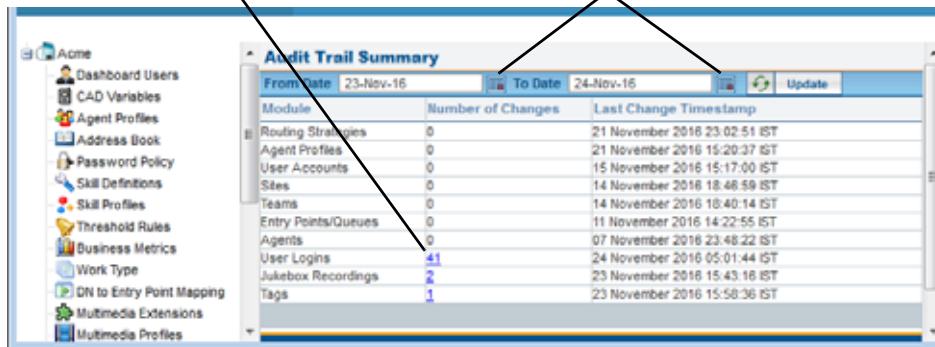 Acme
Dashboard Users
CAD Variables
Agent Profiles
Address Book
Password Policy
Skill Definitions
Skill Profiles
Threshold Rules
Business Metrics
Work Type
DN to Entry Point Mapping
Multimedia Extensions
Multimedia Profiles
Audit Trail Summary
From Date 23-Nov-16 To Date 24-Nov-16 Update
Module Number of Changes Last Change Timestamp
Routing Strategies 0 21 November 2016 23:02:51 IST
Agent Profiles 0 21 November 2016 15:20:37 IST
User Accounts 0 15 November 2016 15:17:00 IST
Sites 0 14 November 2016 18:46:59 IST
Teams 0 14 November 2016 18:40:14 IST
Entry Points/Queues 0 11 November 2016 14:22:55 IST
Agents 0 07 November 2016 23:48:22 IST
User Logins 41 24 November 2016 05:01:44 IST
Jukebox Recordings 2 23 November 2016 15:43:16 IST
Tags 1 23 November 2016 15:58:36 IST